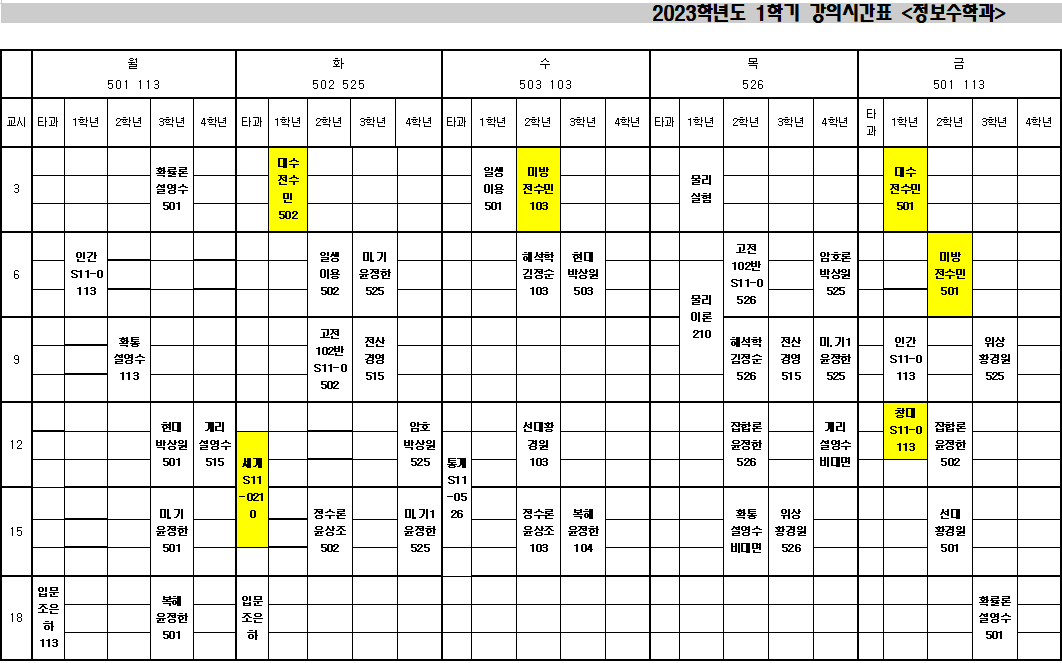 2023학년도 1학기 강의시간표 <정보수학과>
월 화 수 목 금
501 113 502 525 503 103 526 501 113
교시 타과 1학년 2학년 3학년 4학년 타과 1학년 2학년 3학년 4학년 타과 1학년 2학년 3학년 4학년 타과 1학년 2학년 3학년 4학년 타
과 1학년 2학년 3학년 4학년
3
확률론
설영수
501
대수
전수
민
502
일생
이용
501
미방
전수민
103
물리
실험
대수
전수민
501
6
인간
S11-0
113
일생
이용
502
미.기
윤정한
525
해석학
김정순
103
현대
박상원
503
물리
이론
210
고전
102반
S11-0
526
암호론
박상원
525
미방
전수민
501
9
확통
설영수
113
고전
102반
S11-0
502
전산
경영
515
해석학
김정순
526
전산
경영
515
미.기1
윤정한
525
인간
S11-0
113
위상
황경원
525
12
현대
박상원
501
계리
설영수
515
세계
S11
-021
0
암호
박상원
525
통계
S11
-05
26
선대황
경원
103
집합론
윤정한
526
계리
설영수
비대면
창대
S11-0
113
집합론
윤정한
502
15
미.기
윤정한
501
정수론
윤상조
502
미.기1
윤정한
525
정수론
윤상조
103
복해
윤정한
104
확통
설영수
비대면
위상
황경원
526
선대
황경원
501
18
입문
조은
하
113
복해
윤정한
501
입문
조은
하
확률론
설영수
501